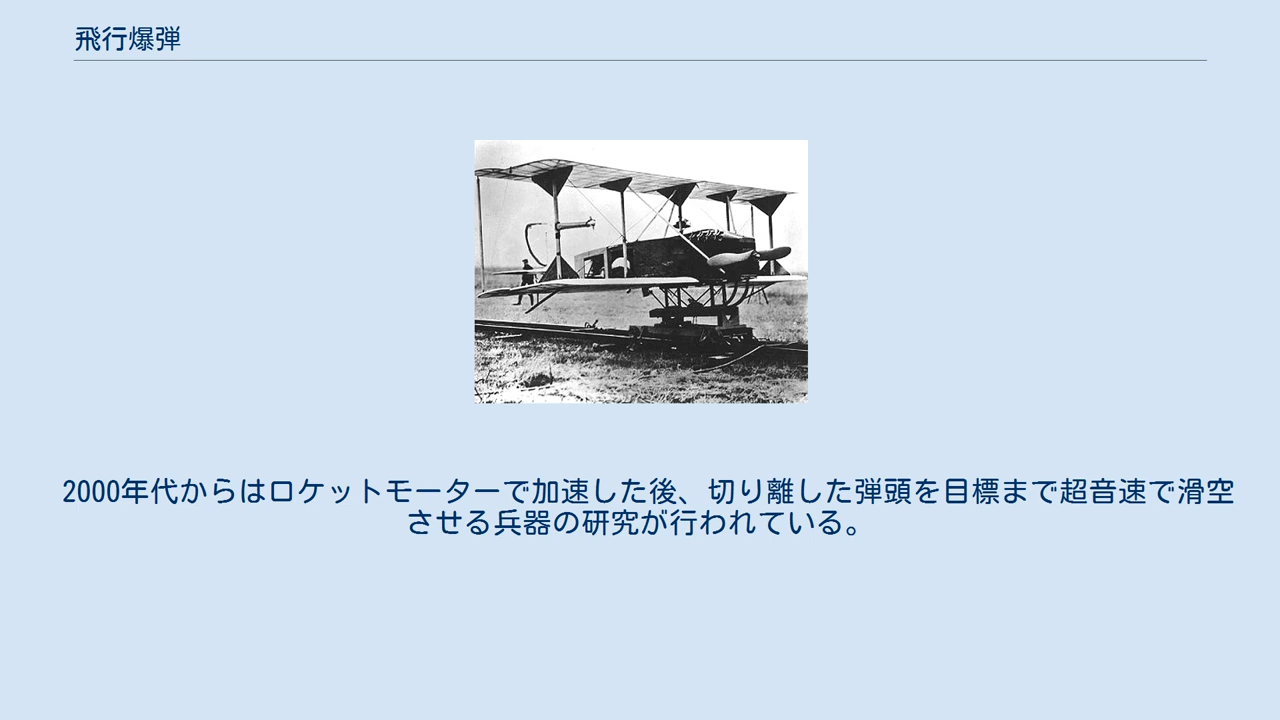 飛行爆弾
2000年代からはロケットモーターで加速した後、切り離した弾頭を目標まで超音速で滑空
させる兵器の研究が行われている。